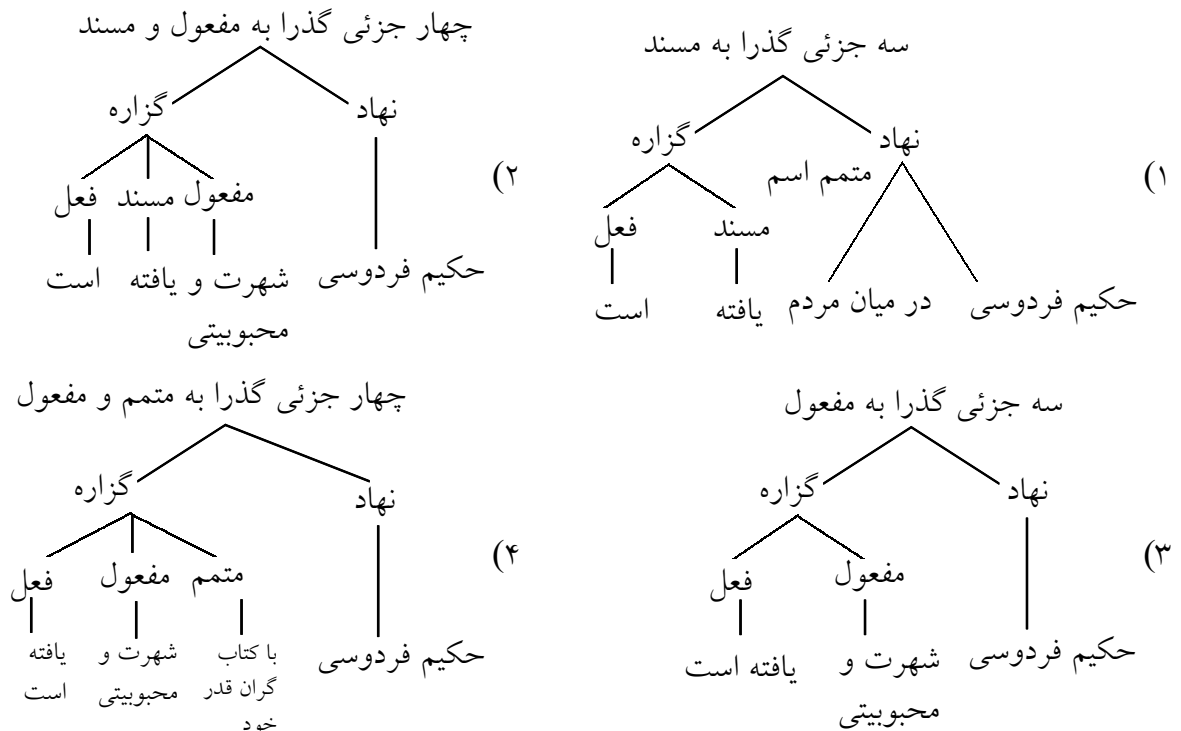 سه جزئی گذرا به مسند
نهاد گزاره
متمم اسم
مسند فعل
۱)
حکیم فردوسی در میان مردم یافته است
چهار جزئی گذرا به مفعول و مسند
نهاد گزاره
مفعول مسند فعل
۲)
حکیم فردوسی شهرت و یافته است
محبوبیتی
سه جزئی گذرا به مفعول
نهاد گزاره
مفعول فعل
۳)
حکیم فردوسی شهرت و یافته است
محبوبیتی
چهار جزئی گذرا به متمم و مفعول
نهاد گزاره
متمم مفعول فعل
۴)
حکیم فردوسی با کتاب شهرت و یافته
گران قدر محبوبیتی است
خود